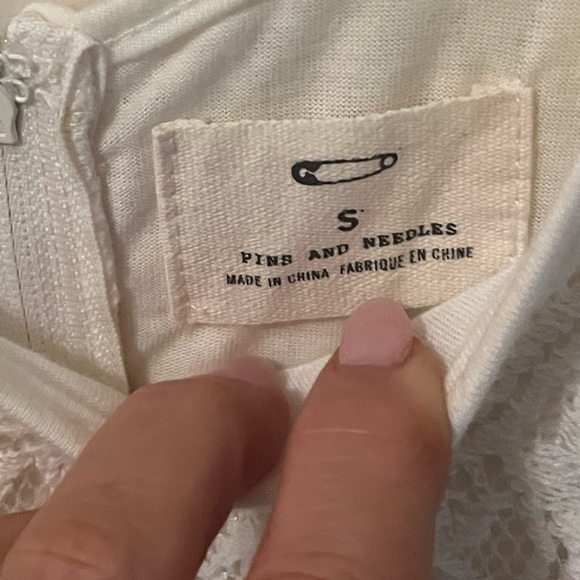 S
PINS AND NEEDLES
MADE IN CHINA FABRIQUE EN CHINE